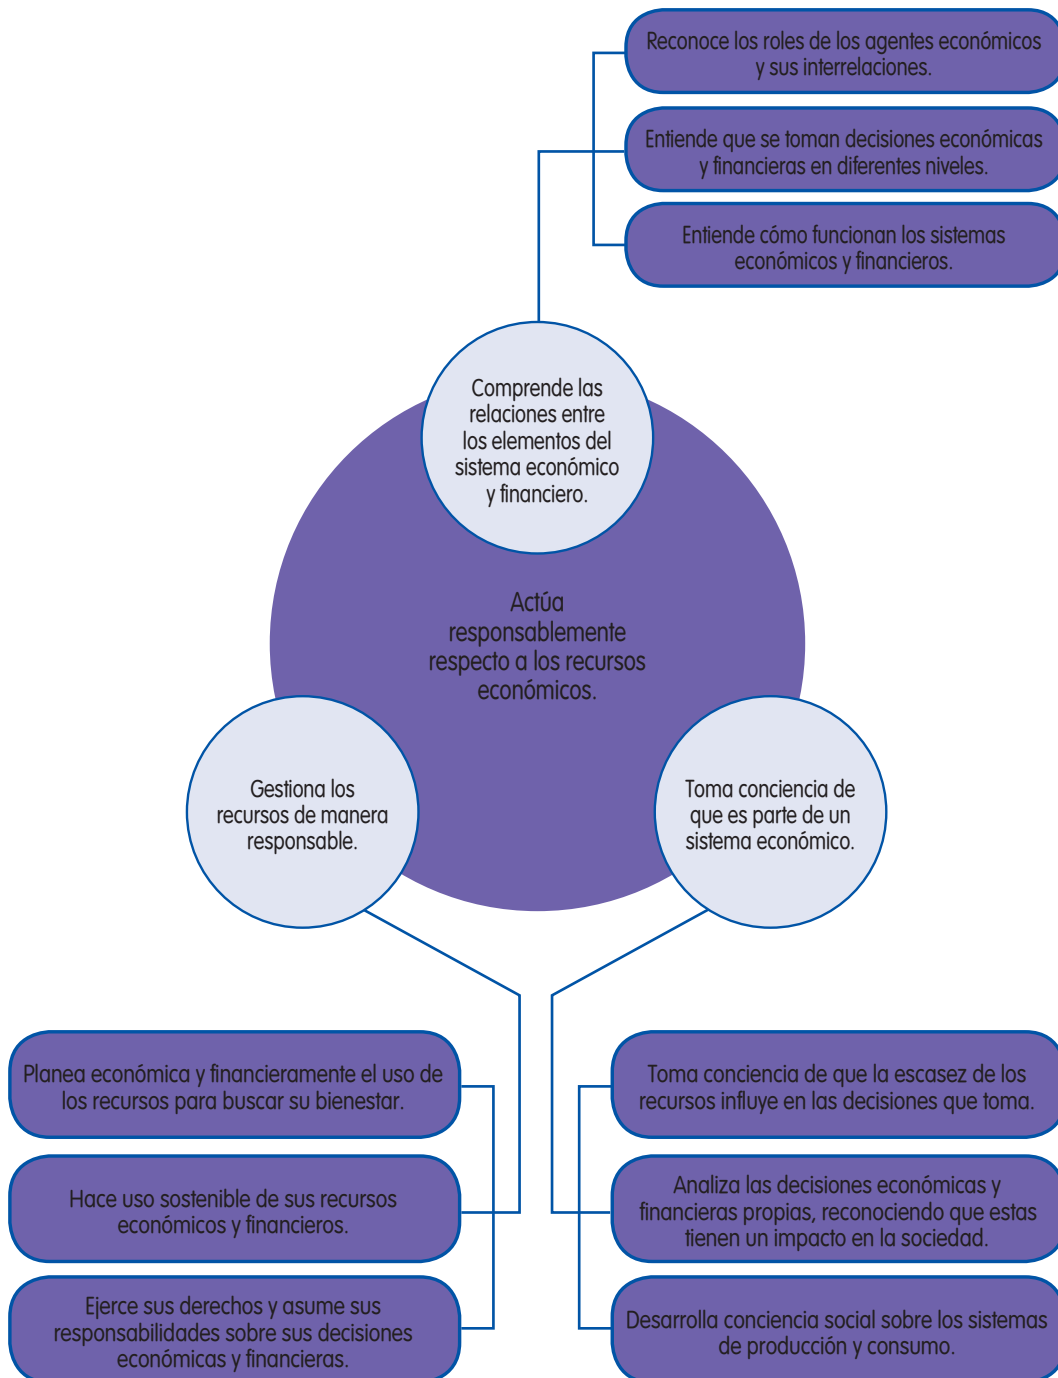 Reconoce los roles de los agentes económicos
y sus interrelaciones.
Entiende que se toman decisiones económicas
y financieras en diferentes niveles.
Entiende cómo funcionan los sistemas
económicos y financieros.
Comprende las
relaciones entre
los elementos del
sistema económico
y financiero.
Actúa
responsablemente
respecto a los recursos
económicos.
Gestiona los
recursos de manera
responsable.
Toma conciencia de
que es parte de un
sistema económico.
Planea económica y financieramente el uso de
los recursos para buscar su bienestar.
Hace uso sostenible de sus recursos
económicos y financieros.
Ejerce sus derechos y asume sus
responsabilidades sobre sus decisiones
económicas y financieras.
Toma conciencia de que la escasez de los
recursos influye en las decisiones que toma.
Analiza las decisiones económicas y
financieras propias, reconociendo que estas
tienen un impacto en la sociedad.
Desarrolla conciencia social sobre los sistemas
de producción y consumo.